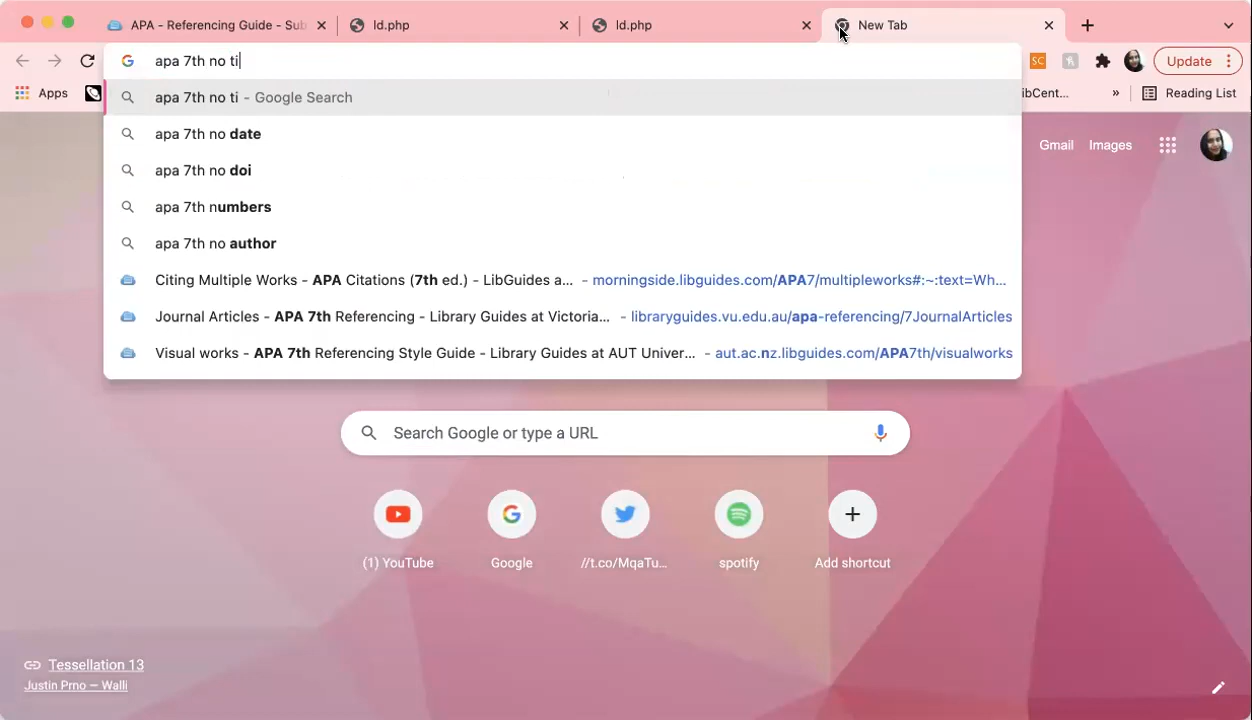 APA - Referencing Guide - Sub
ld.php
ld.php
New Tab
apa 7th no ti
SC
Update
Apps
ibCent...
»
Reading List
apa 7th no ti - Google Search
apa 7th no date
apa 7th no doi
apa 7th numbers
apa 7th no author
Citing Multiple Works - APA Citations (7th ed.) - LibGuides a... - morningside.libguides.com/APA7/multipleworks#:~:text=Wh...
Journal Articles - APA 7th Referencing - Library Guides at Victoria... - libraryguides.vu.edu.au/apa-referencing/7JournalArticles
Visual works - APA 7th Referencing Style Guide - Library Guides at AUT Univer... - aut.ac.nz.libguides.com/APA7th/visualworks
Gmail Images
Search Google or type a URL
(1) YouTube
Google
//t.co/MqaTu...
spotify
Add shortcut
Tessellation 13
Justin Prno — Walli